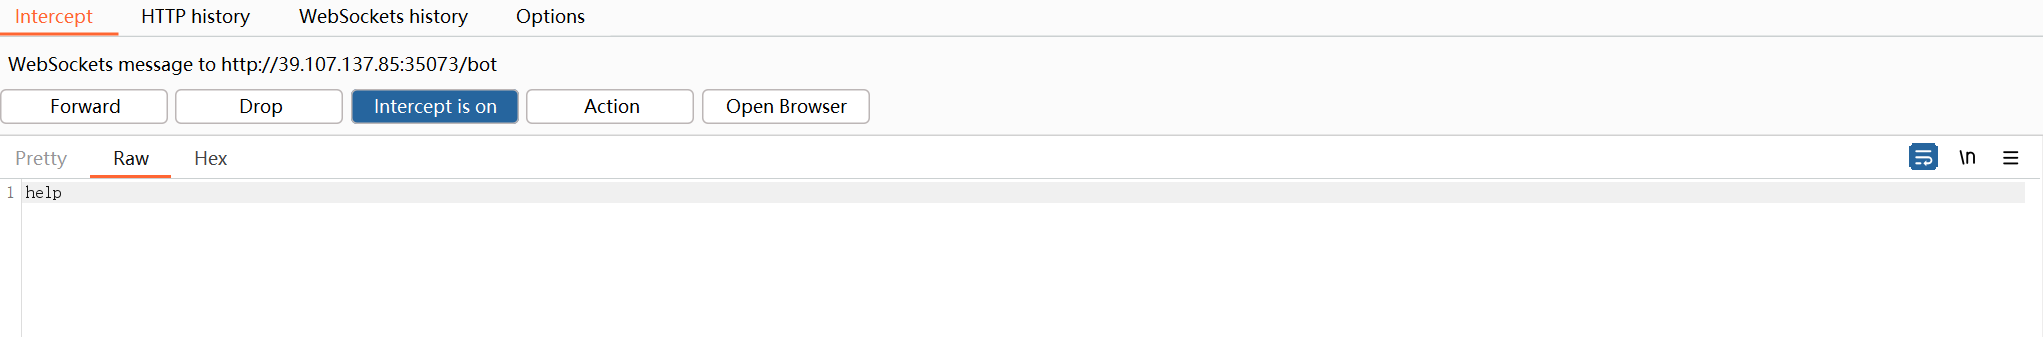 Intercept HTTP history WebSockets history Options
WebSockets message to http://39.107.137.85:35073/bot
Forward Drop Intercept is on Action Open Browser
Pretty Raw Hex \n
1 help